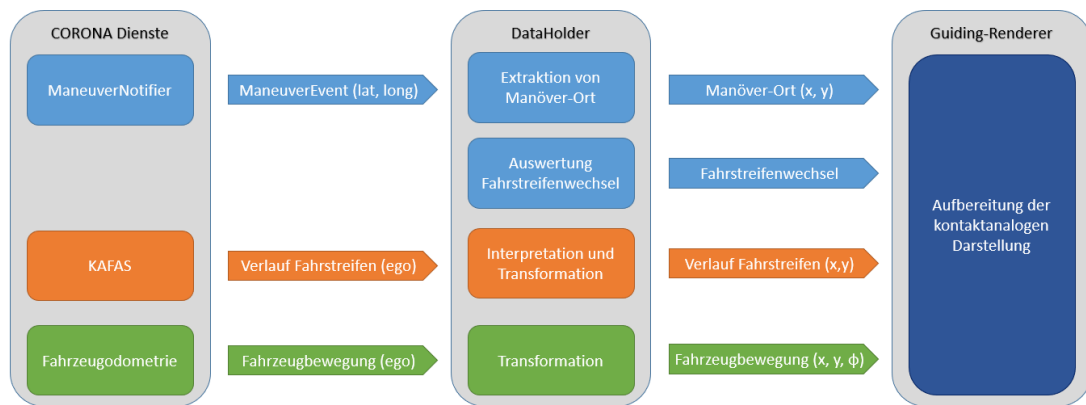 CORONA Dienste
DataHolder
Guiding-Renderer
ManeuverNotifier
ManeuverEvent (lat, long)
Extraktion von
Manöver-Ort
Manöver-Ort (x, y)
Auswertung
Fahrstreifenwechsel
Fahrstreifenwechsel
Aufbereitung der
kontaktanalogen
Darstellung
KAFAS
Verlauf Fahrstreifen (ego)
Interpretation und
Transformation
Verlauf Fahrstreifen (x,y)
Fahrzeugodometrie
Fahrzeugbewegung (ego)
Transformation
Fahrzeugbewegung (x, y, ϕ)